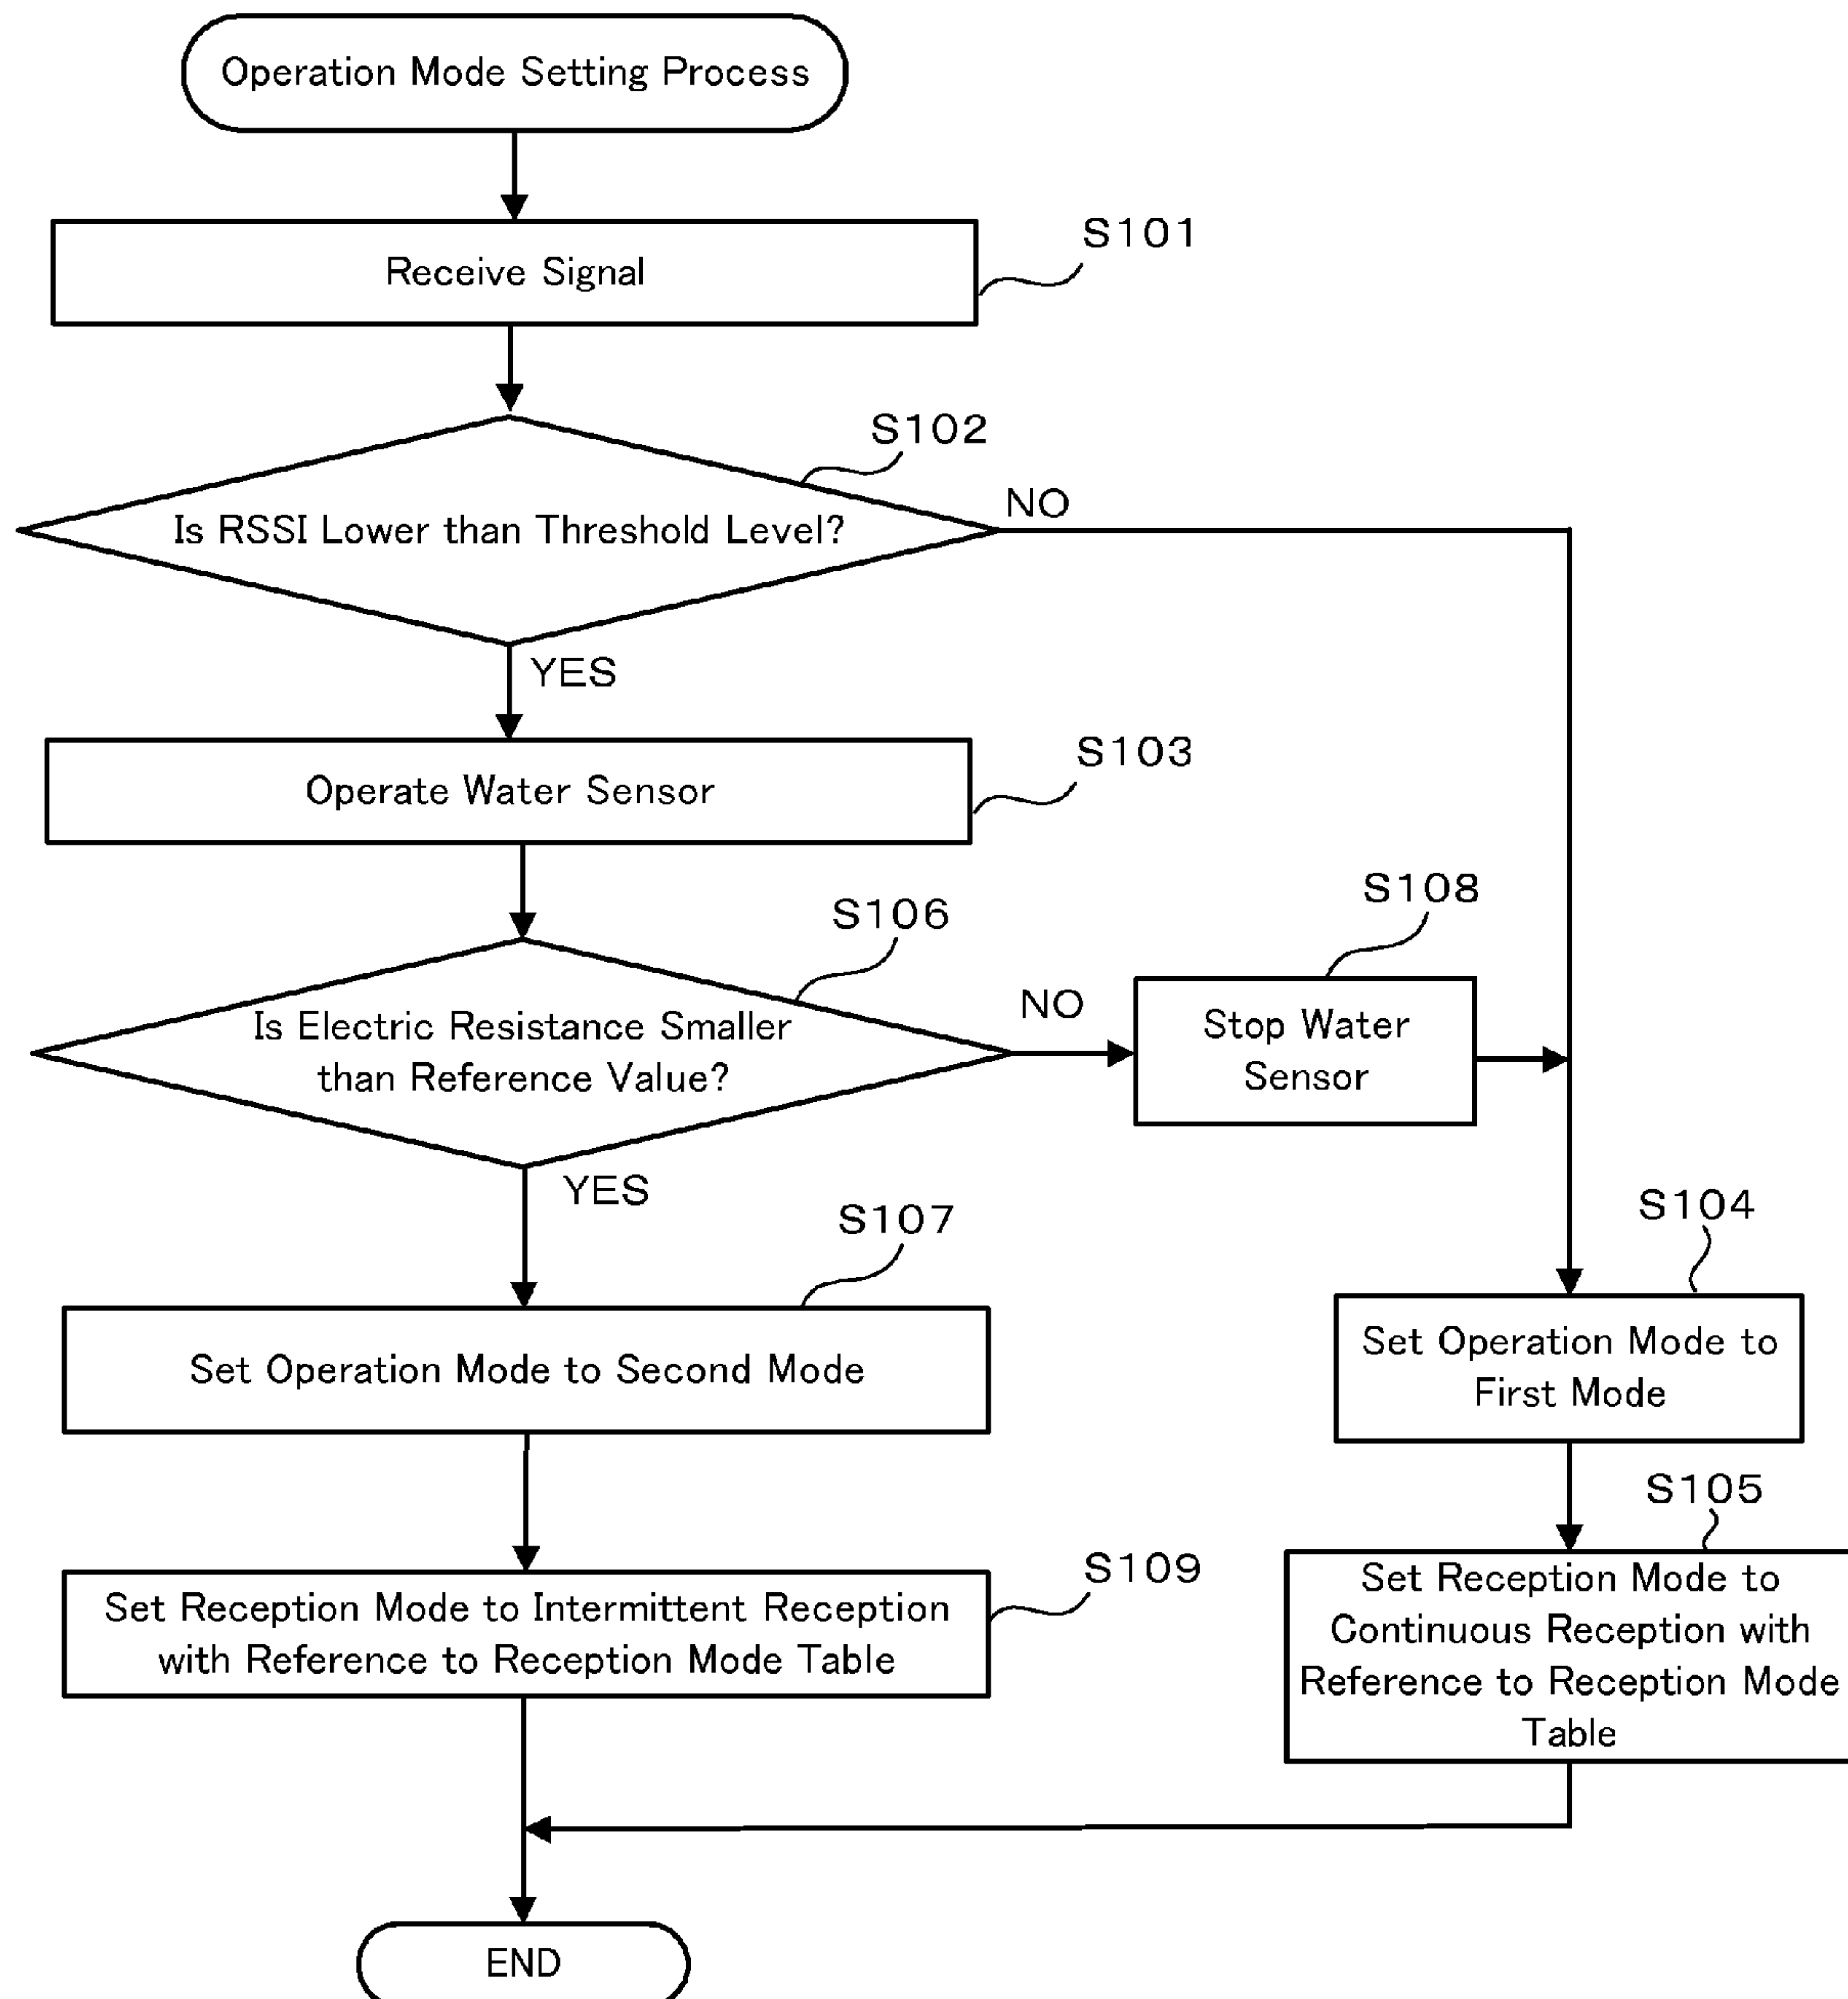 Operation Mode Setting Process
S101
Receive Signal
S102
NO
Is RSSI Lower than Threshold Level?
YES
S103
Operate Water Sensor
S108
S106
NO
Is Electric Resistance Smaller
than Reference Value?
Stop Water
Sensor
YES
S107
S104
Set Operation Mode to Second Mode
Set Operation Mode to
First Mode
S105
S109
Set Reception Mode to Intermittent Reception
with Reference to Reception Mode Table
Set Reception Mode to
Continuous Reception with
Reference to Reception Mode
Table
END